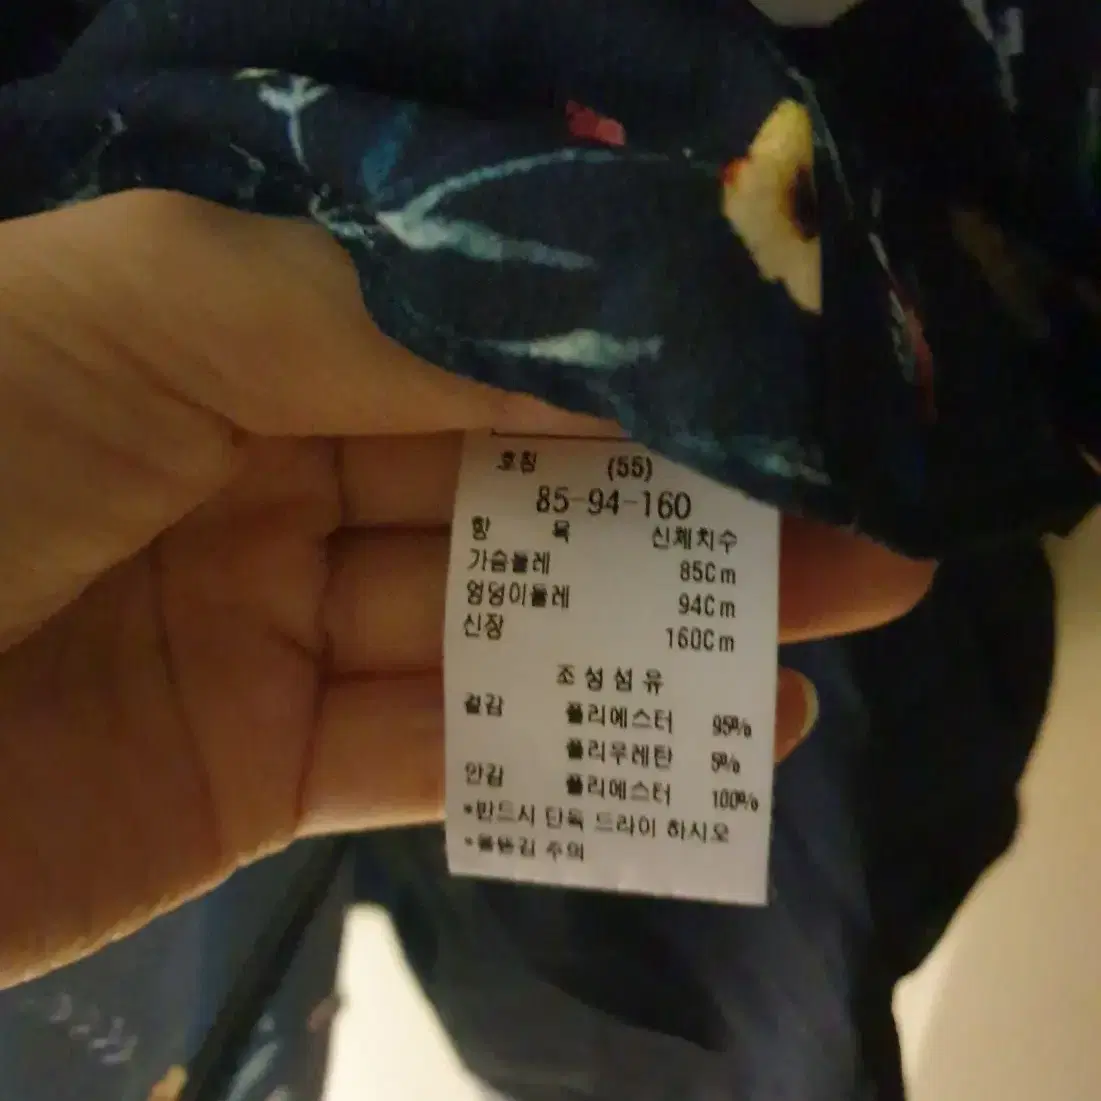 호칭 (55)
85-94-160
항 목 신체치수
가슴둘레 85Cm
엉덩이둘레 94Cm
신장 160Cm
조성섬유
겉감 폴리에스터 95%
폴리우레탄 5%
안감 폴리에스터 100%
*반드시 단독 드라이 하시오
*올뜯김 주의